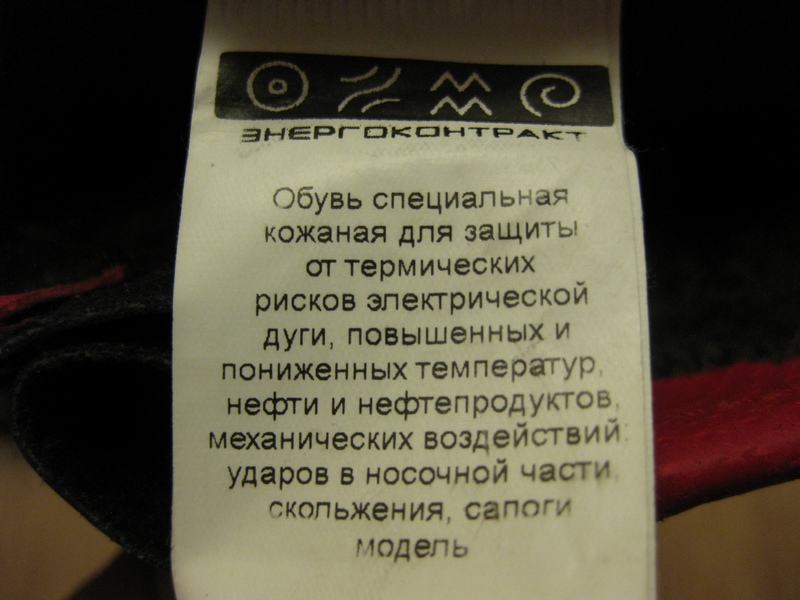 ЭНЕРГОКОНТРАКТ
Обувь специальная
кожаная для защиты
от термических
рисков электрической
дуги, повышенных и
пониженных температур,
нефти и нефтепродуктов,
механических воздействий:
ударов в носочной части,
скольжения, сапоги
модель